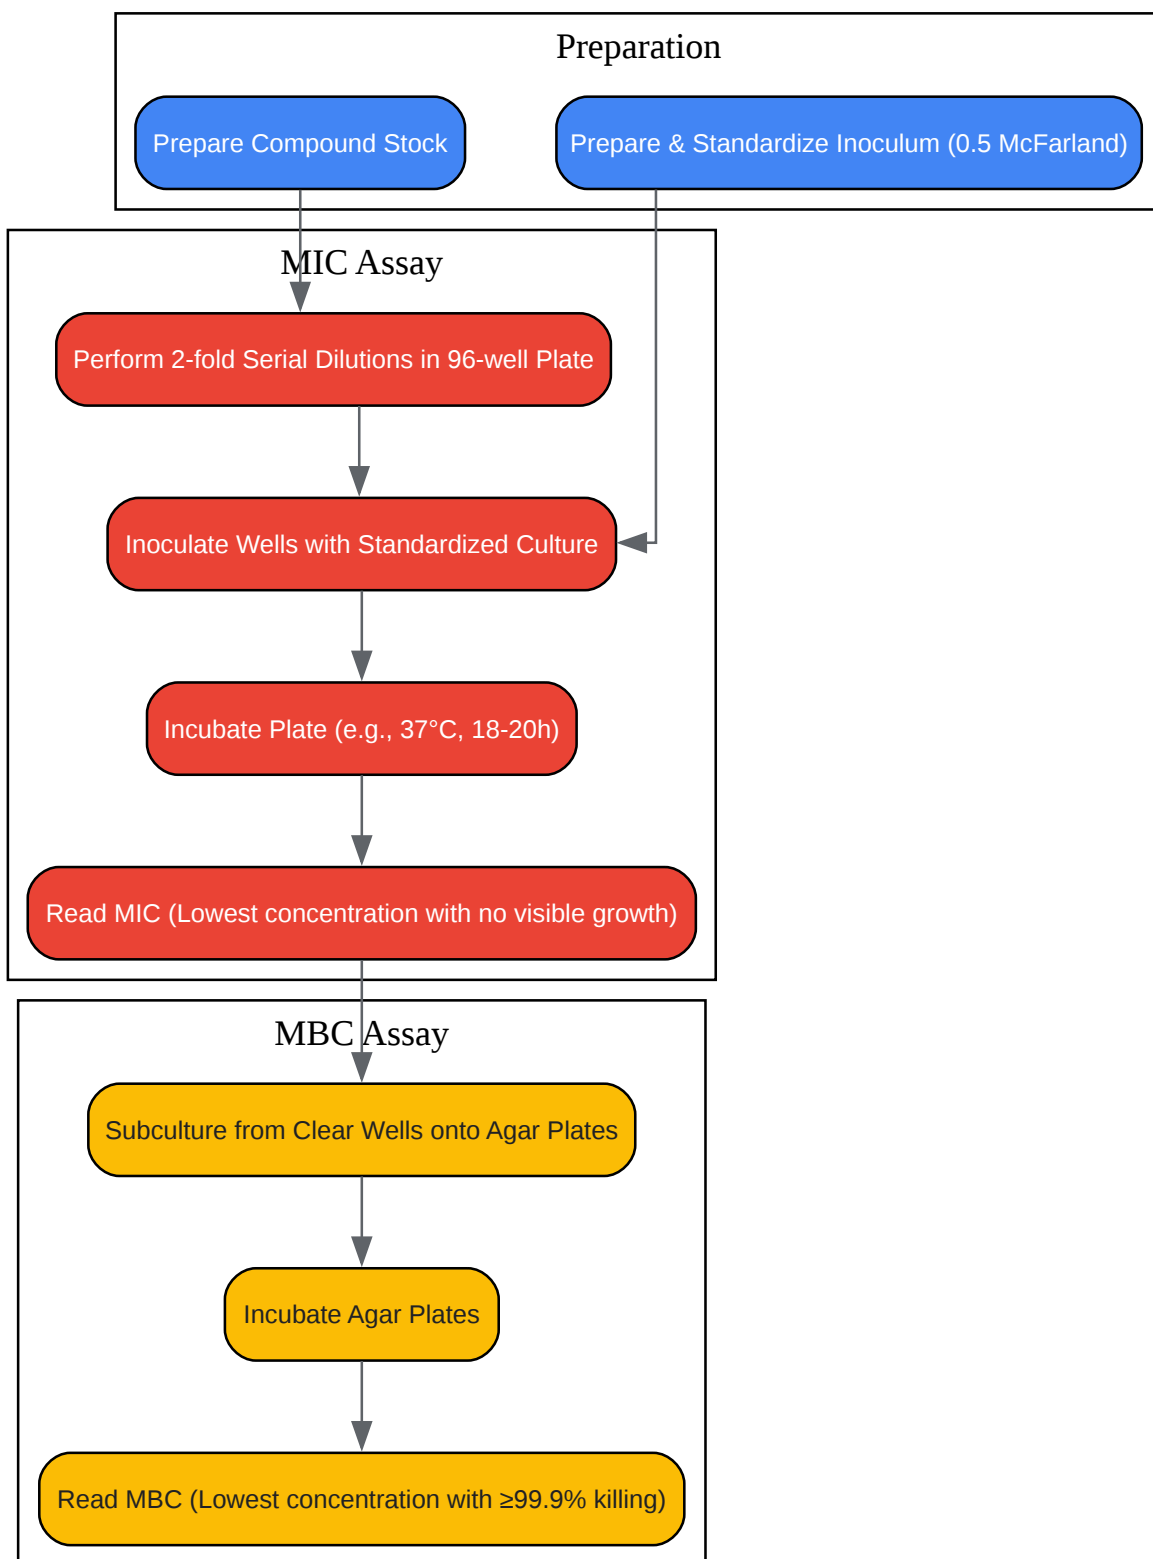 Preparation
Prepare Compound Stock
Prepare & Standardize Inoculum (0.5 McFarland)
MIC Assay
Perform 2-fold Serial Dilutions in 96-well Plate
Inoculate Wells with Standardized Culture
Incubate Plate (e.g., 37°C, 18-20h)
Read MIC (Lowest concentration with no visible growth)
MBC Assay
Subculture from Clear Wells onto Agar Plates
Incubate Agar Plates
Read MBC (Lowest concentration with ≥99.9% killing)